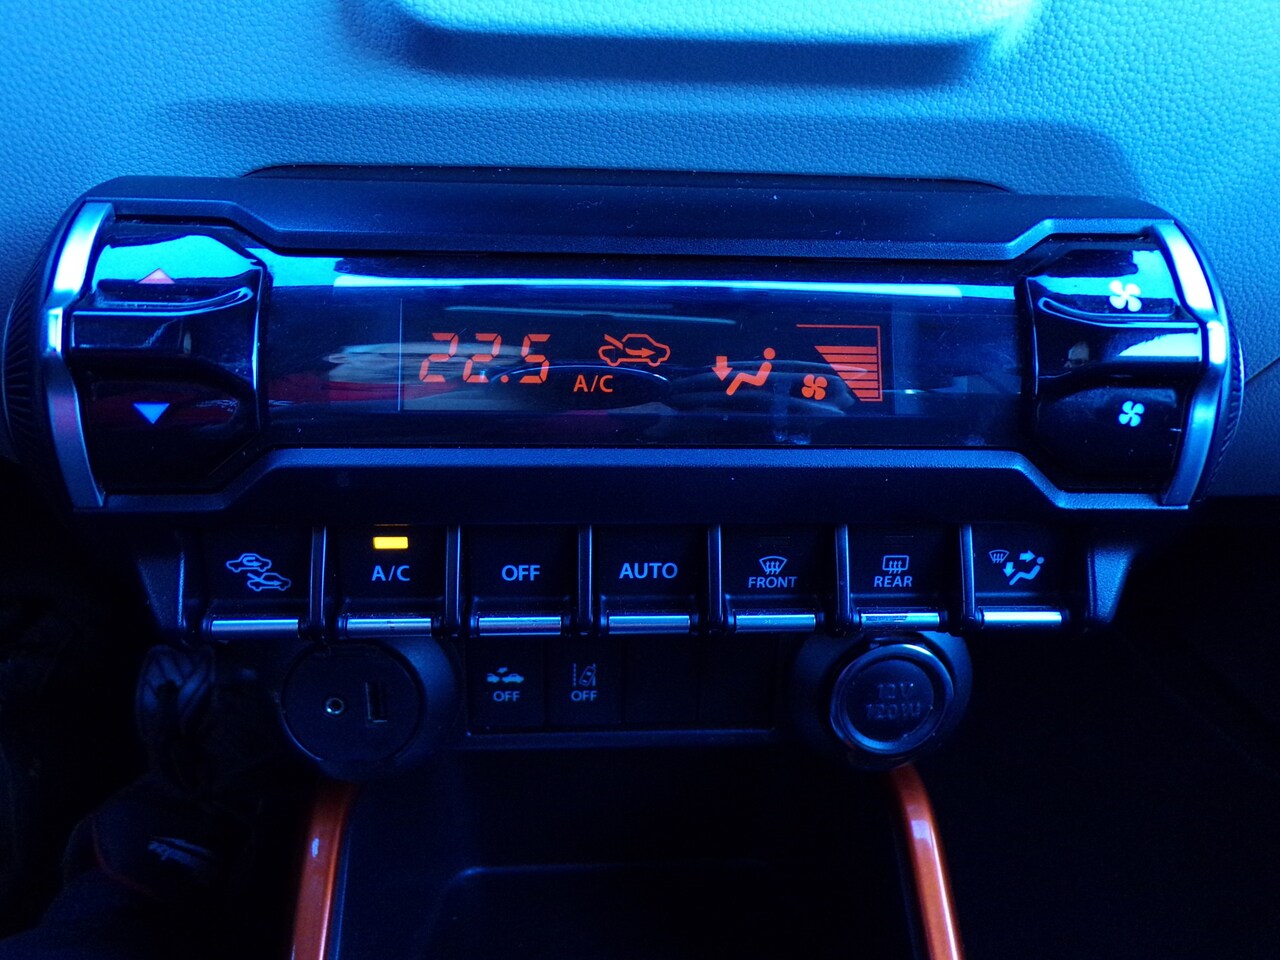 22.5
A/C
A/C
OFF
AUTO
FRONT
REAR
OFF
OFF
12V
120W